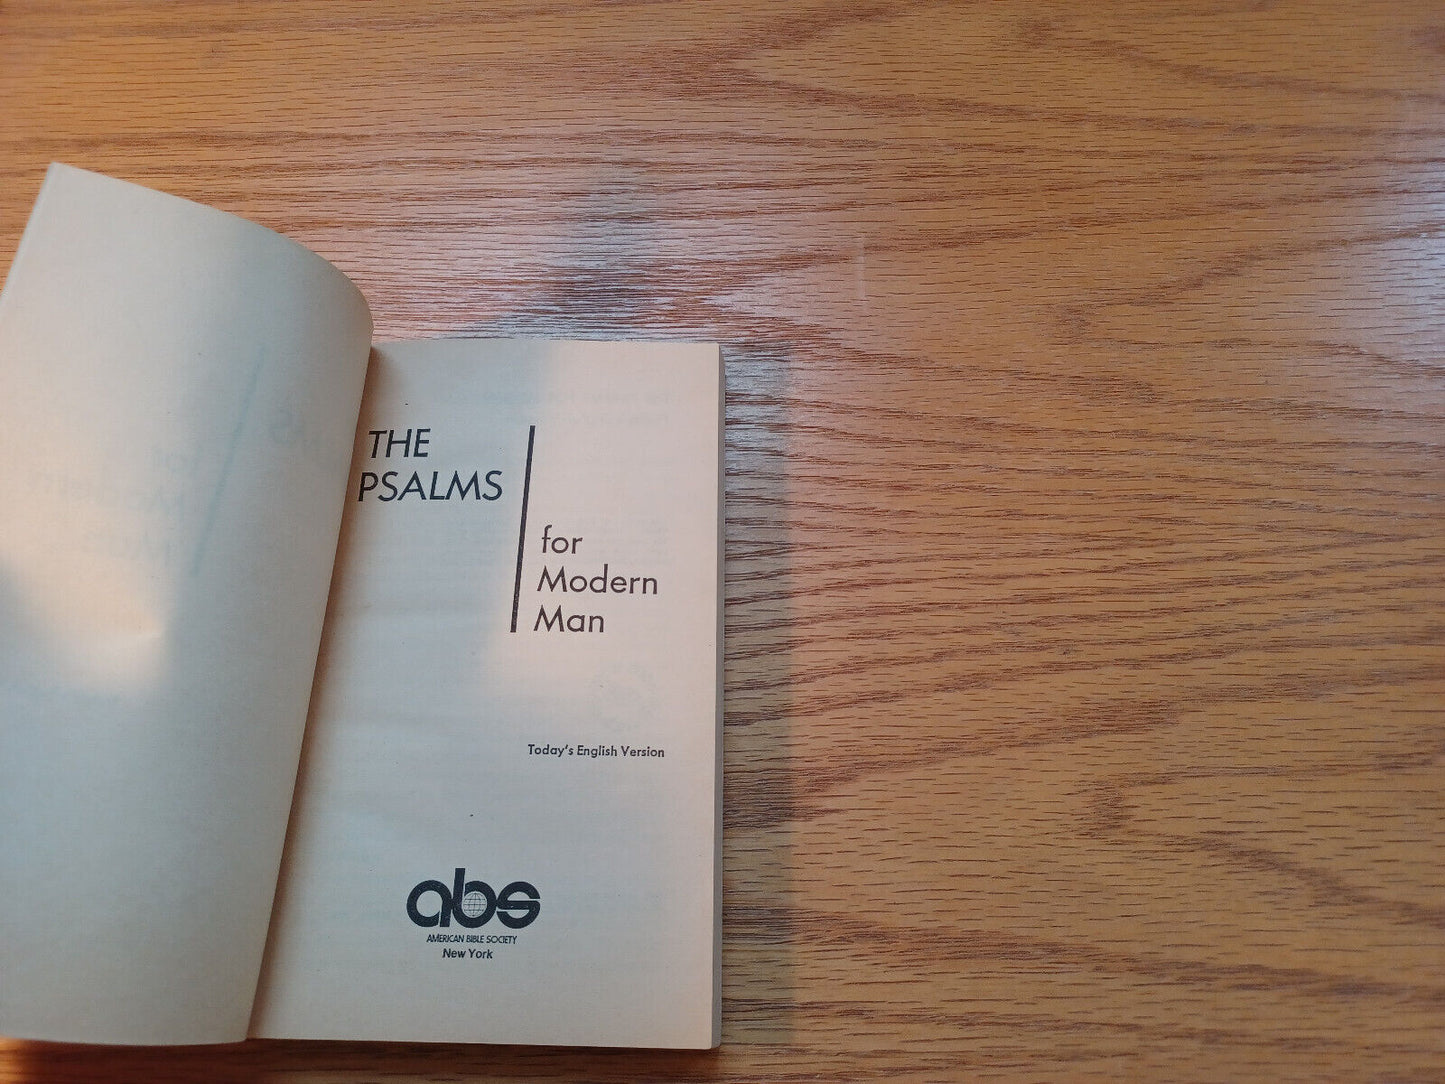 THE
PSALMS
for
Modern
Man
Today's English Version
abs
AMERICAN BIBLE SOCIETY
New York